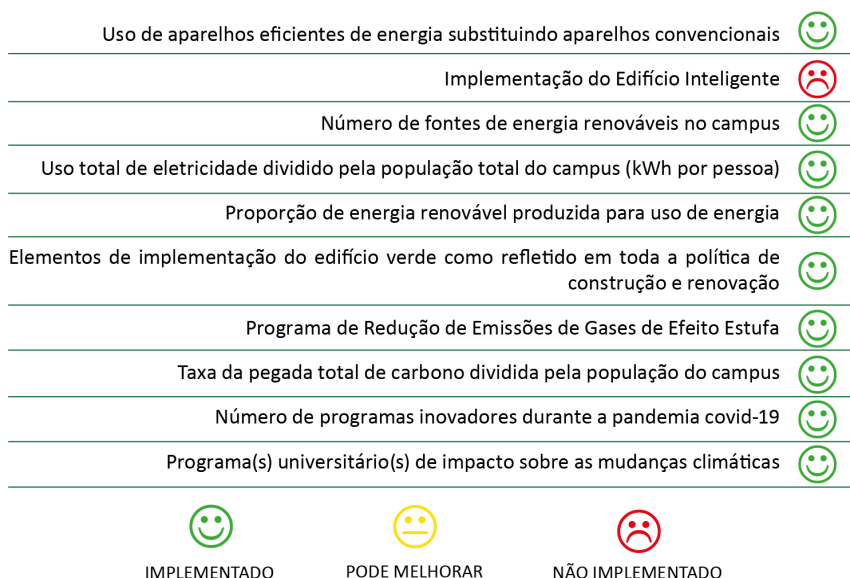 Uso de aparelhos eficientes de energia substituindo aparelhos convencionais
Implementação do Edifício Inteligente
Número de fontes de energia renováveis no campus
Uso total de eletricidade dividido pela população total do campus (kWh por pessoa)
Proporção de energia renovável produzida para uso de energia
Elementos de implementação do edifício verde como refletido em toda a política de
construção e renovação
Programa de Redução de Emissões de Gases de Efeito Estufa
Taxa da pegada total de carbono dividida pela população do campus
Número de programas inovadores durante a pandemia covid-19
Programa(s) universitário(s) de impacto sobre as mudanças climáticas
IMPLEMENTADO PODE MELHORAR NÃO IMPLEMENTADO